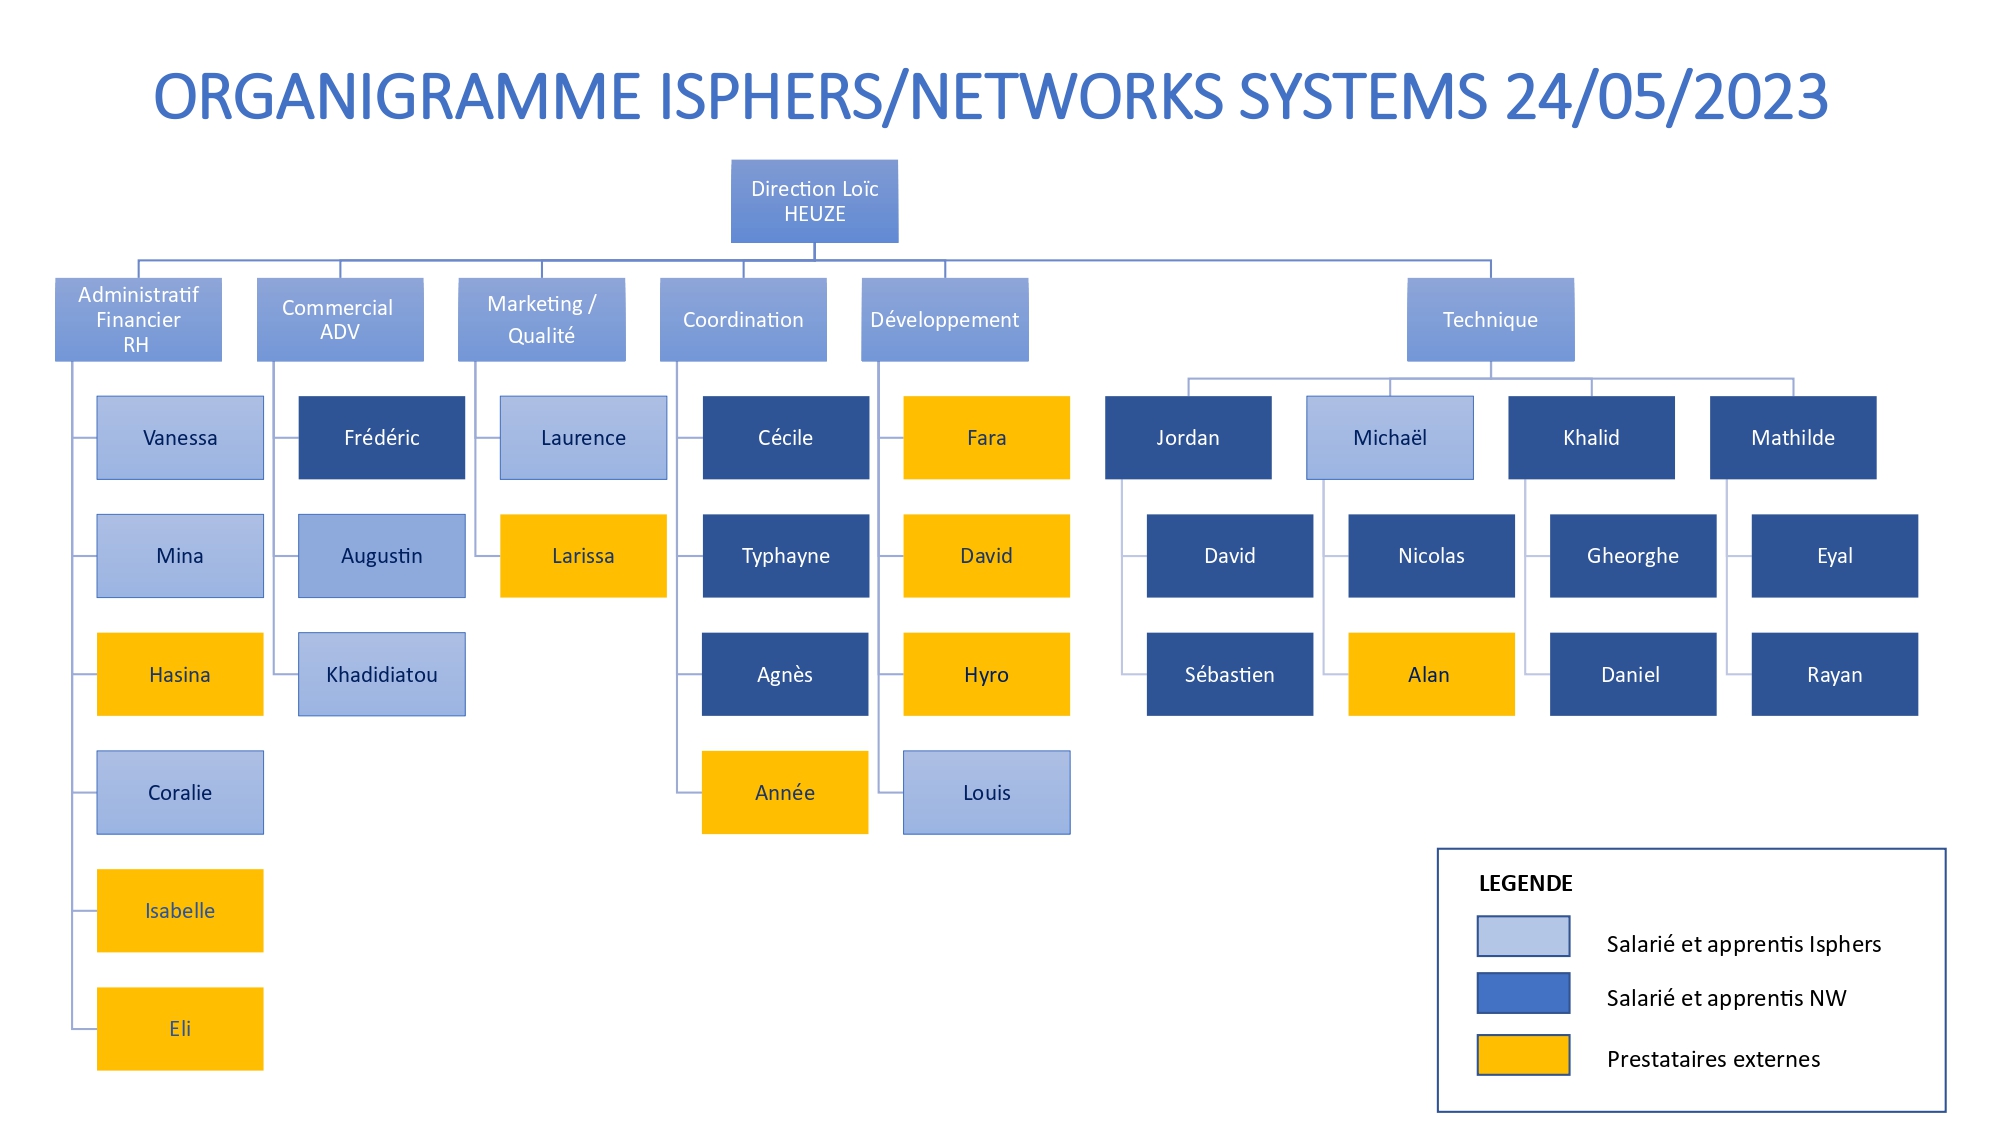 ORGANIGRAMME ISPHERS/NETWORKS SYSTEMS 24/05/2023
Direction Loïc
HEUZE
Administratif
Financier
RH
Commercial
ADV
Marketing /
Qualité
Coordination
Développement
Technique
Vanessa
Frédéric
Laurence
Cécile
Fara
Jordan
Michaël
Khalid
Mathilde
Mina
Augustin
Larissa
Typhayne
David
David
Nicolas
Gheorghe
Eyal
Hasina
Khadidiatou
Agnès
Hyro
Sébastien
Alan
Daniel
Rayan
Coralie
Année
Louis
Isabelle
Eli
LEGENDE
Salarié et apprentis Isphers
Salarié et apprentis NW
Prestataires externes